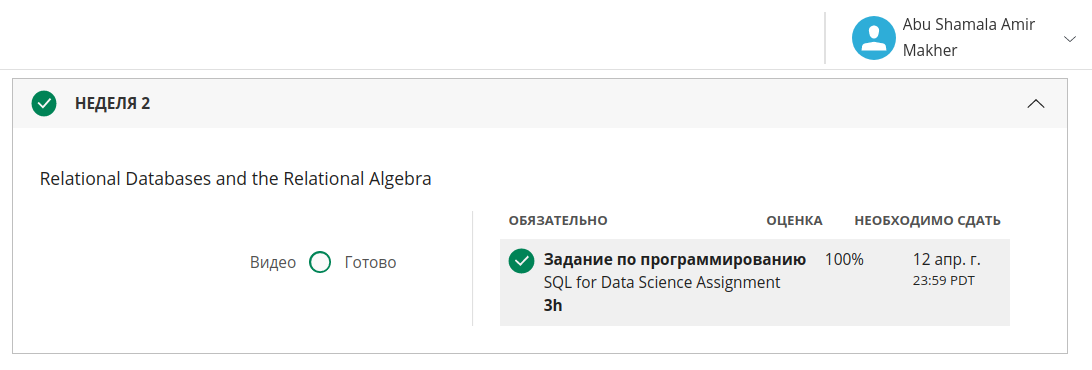 Abu Shamala Amir
Makher
НЕДЕЛЯ 2
Relational Databases and the Relational Algebra
Видео Готово
ОБЯЗАТЕЛЬНО ОЦЕНКА НЕОБХОДИМО СДАТЬ
Задание по программированию 100% 12 апр. г.
SQL for Data Science Assignment 23:59 PDT
3h